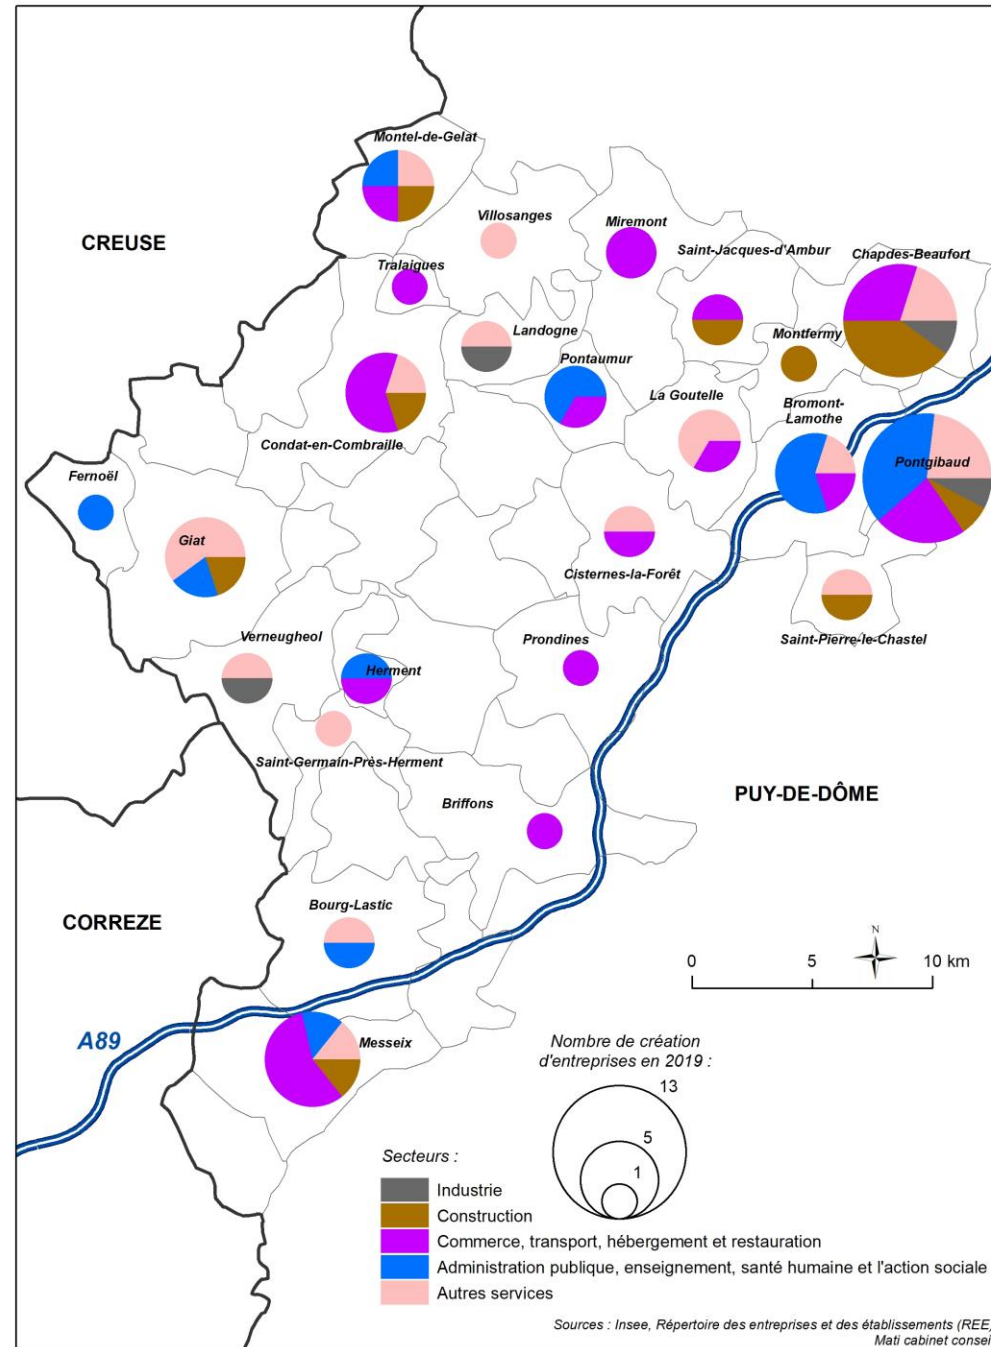 Montel-de-Gelat
CREUSE
Villosanges
Miremont
Saint-Jacques-d'Ambur
Chapdes-Beaufort
Tralaigues
Landogne
Montfermy
Pontaumur
La Goutelle
Bromont-
Lamothe
Condat-en-Combraille
Pontgibaud
Fernoël
Giat
Cisternes-la-Forêt
Saint-Pierre-le-Chastel
Verneugheol
Herment
Prondines
Saint-Germain-Près-Herment
PUY-DE-DÔME
Briffons
Bourg-Lastic
CORREZE
N
0 5 10 km
A89
Messeix
Nombre de création
d'entreprises en 2019 :
13
5
1
Secteurs :
Industrie
Construction
Commerce, transport, hébergement et restauration
Administration publique, enseignement, santé humaine et l'action sociale
Autres services
Sources : Insee, Répertoire des entreprises et des établissements (REE)
Mati cabinet consei